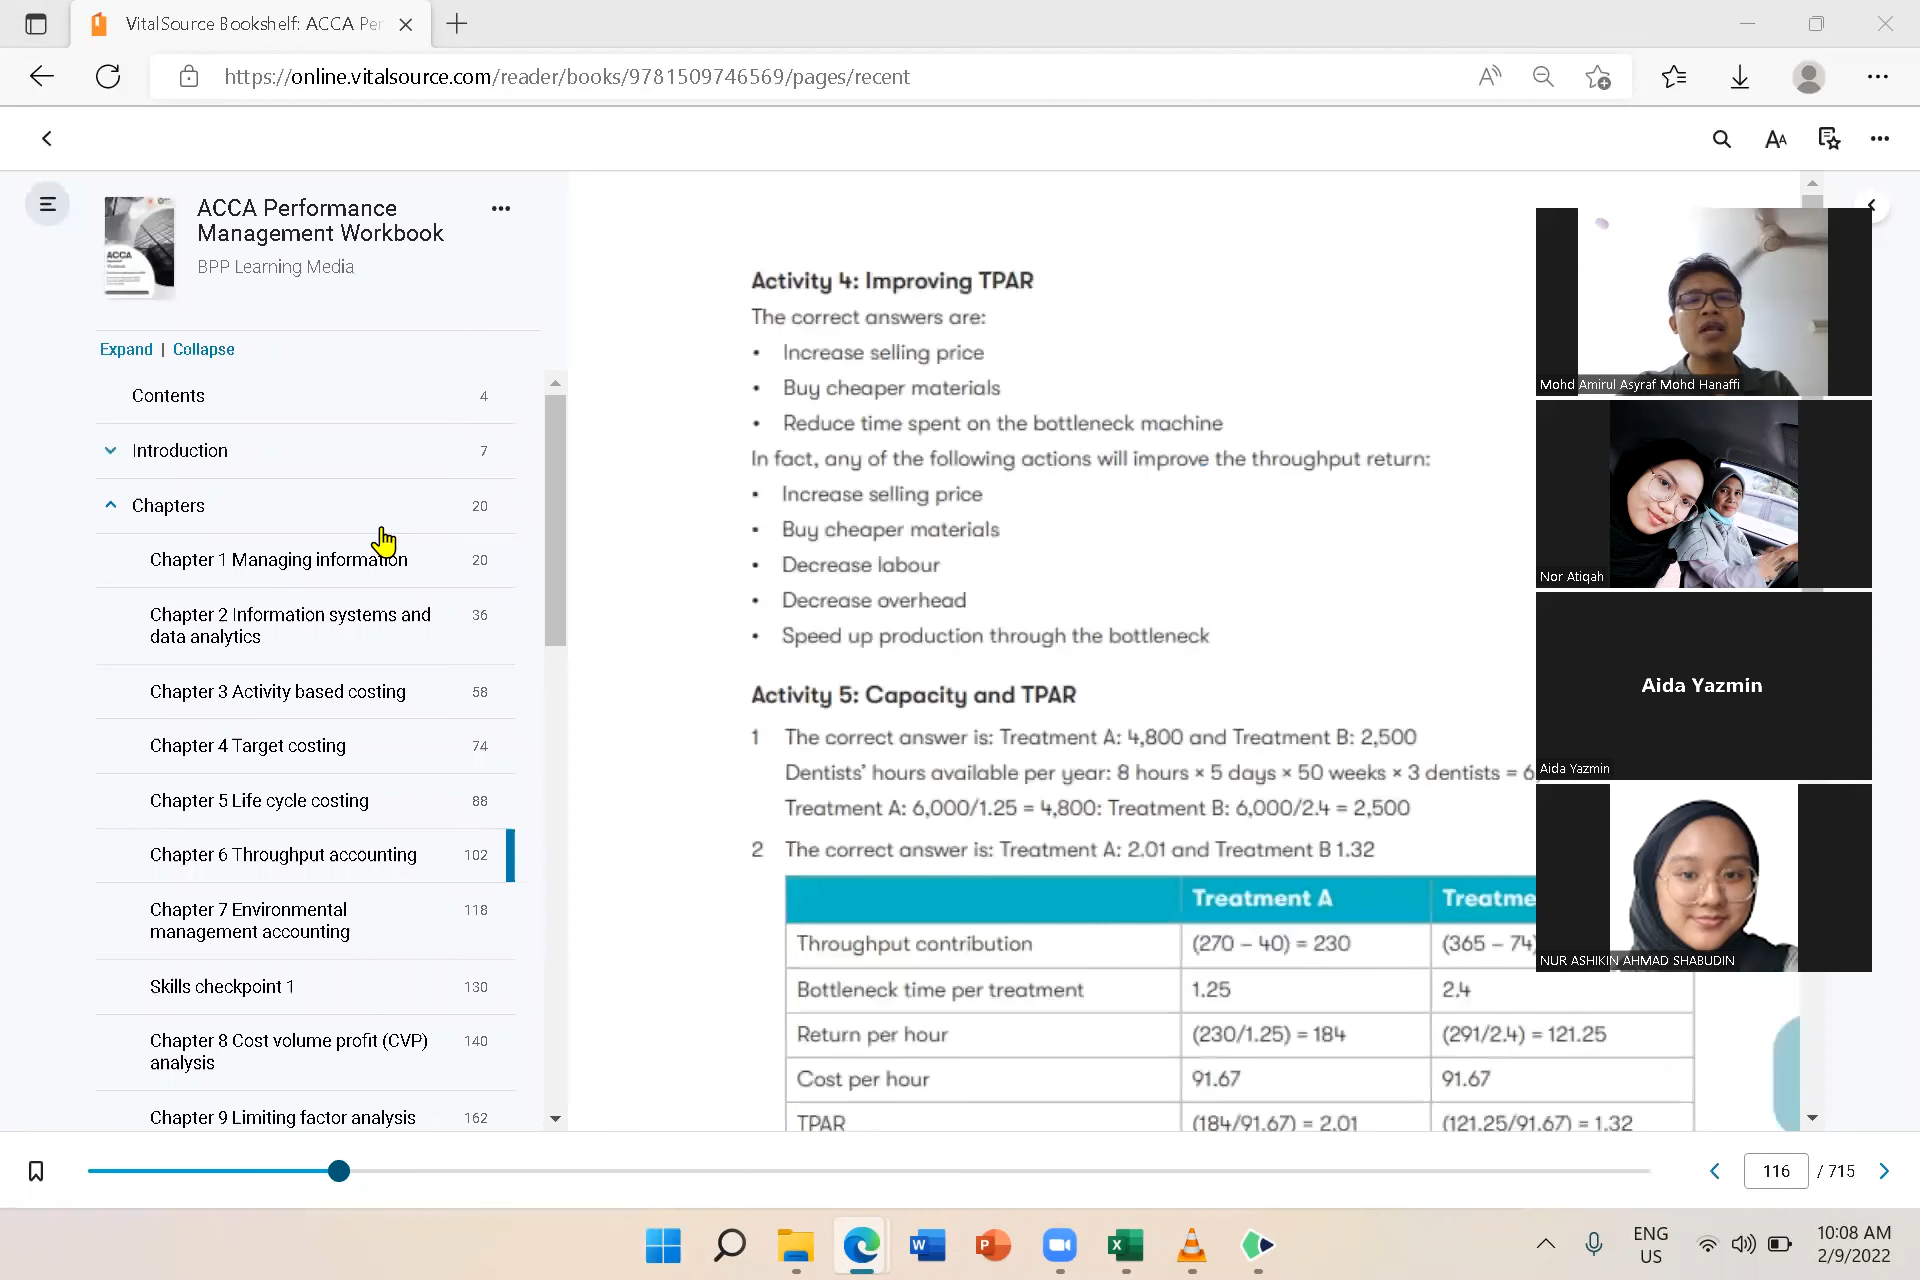 VitalSource Bookshelf: ACCA Per
https://online.vitalsource.com/reader/books/9781509746569/pages/recent
ACCA Performance
Management Workbook
BPP Learning Media
ACCA
Expand | Collapse
Contents 4
Introduction 7
Chapters 20
Chapter 1 Managing information 20
Chapter 2 Information systems and
data analytics 36
Chapter 3 Activity based costing 58
Chapter 4 Target costing 74
Chapter 5 Life cycle costing 88
Chapter 6 Throughput accounting 102
Chapter 7 Environmental
management accounting 118
Skills checkpoint 1 130
Chapter 8 Cost volume profit (CVP)
analysis 140
Chapter 9 Limiting factor analysis 162
Activity 4: Improving TPAR
The correct answers are:
• Increase selling price
• Buy cheaper materials
• Reduce time spent on the bottleneck machine
In fact, any of the following actions will improve the throughput return:
• Increase selling price
• Buy cheaper materials
• Decrease labour
• Decrease overhead
• Speed up production through the bottleneck
Activity 5: Capacity and TPAR
1 The correct answer is: Treatment A: 4,800 and Treatment B: 2,500
Dentists' hours available per year: 8 hours × 5 days × 50 weeks × 3 dentists = 6
Treatment A: 6,000/1.25 = 4,800: Treatment B: 6,000/2.4 = 2,500
2 The correct answer is: Treatment A: 2.01 and Treatment B 1.32
Treatment A Treatme
Throughput contribution (270 – 40) = 230 (365 – 74)
Bottleneck time per treatment 1.25 2.4
Return per hour (230/1.25) = 184 (291/2.4) = 121.25
Cost per hour 91.67 91.67
TPAR (184/91.67) = 2.01 (121.25/91.67) = 1.32
Mohd Amirul Asyraf Mohd Hanaffi
Nor Atiqah
Aida Yazmin
Aida Yazmin
NUR ASHIKIN AHMAD SHABUDIN
116 / 715
ENG
US
10:08 AM
2/9/2022